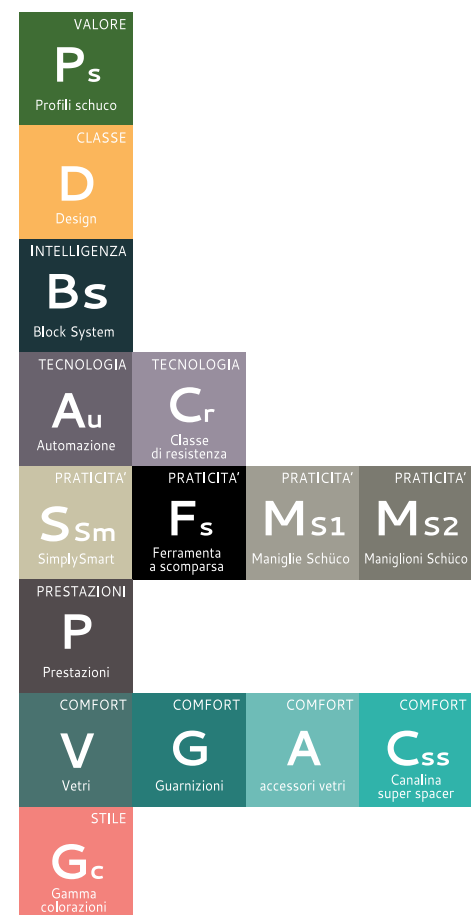 VALORE
Ps
Profili schuco
CLASSE
D
Design
INTELLIGENZA
Bs
Block System
TECNOLOGIA
Au
Automazione
TECNOLOGIA
Cr
Classe
di resistenza
PRATICITA'
SSm
SimplySmart
PRATICITA'
Fs
Ferramenta
a scomparsa
PRATICITA'
MS1
Maniglie Schüco
PRATICITA'
MS2
Maniglioni Schüco
PRESTAZIONI
P
Prestazioni
COMFORT
V
Vetri
COMFORT
G
Guarnizioni
COMFORT
A
accessori vetri
COMFORT
Css
Canalina
super spacer
STILE
Gc
Gamma
colorazioni